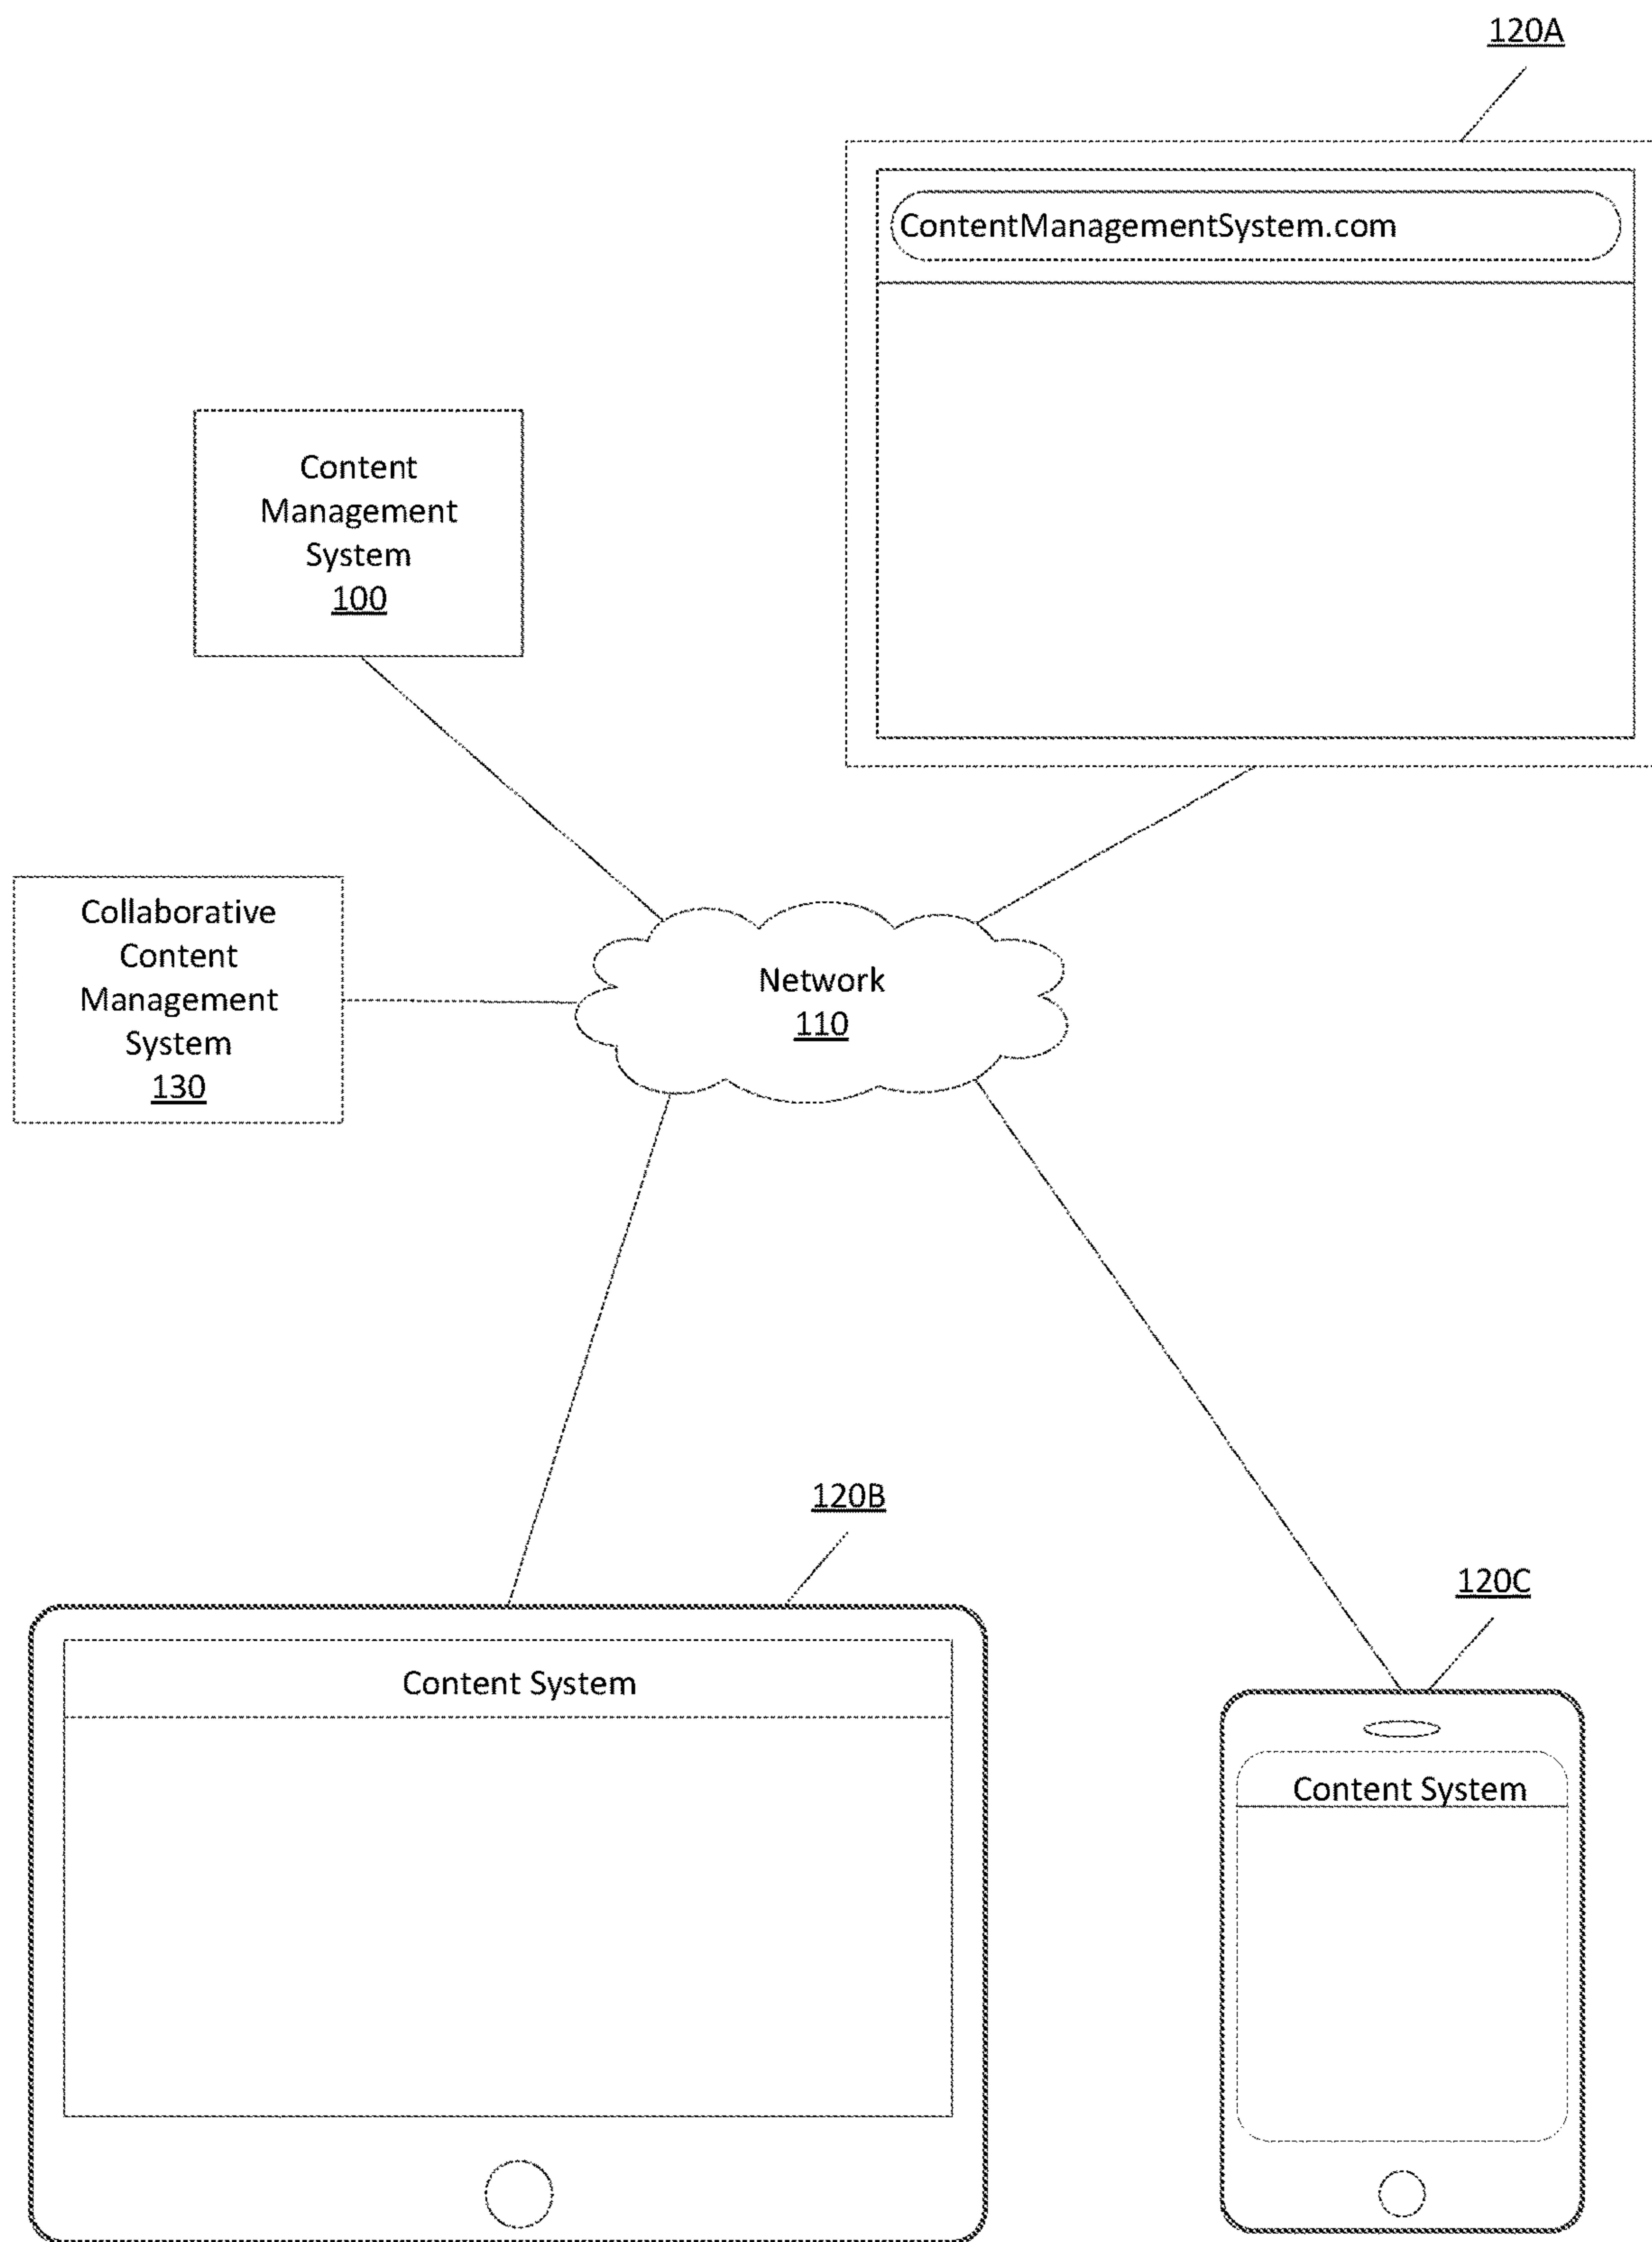 120A
ContentManagementSystem.com
Content
Management
System
100
Collaborative
Content
Management
System
130
Network
110
120B
120C
Content System
Content System